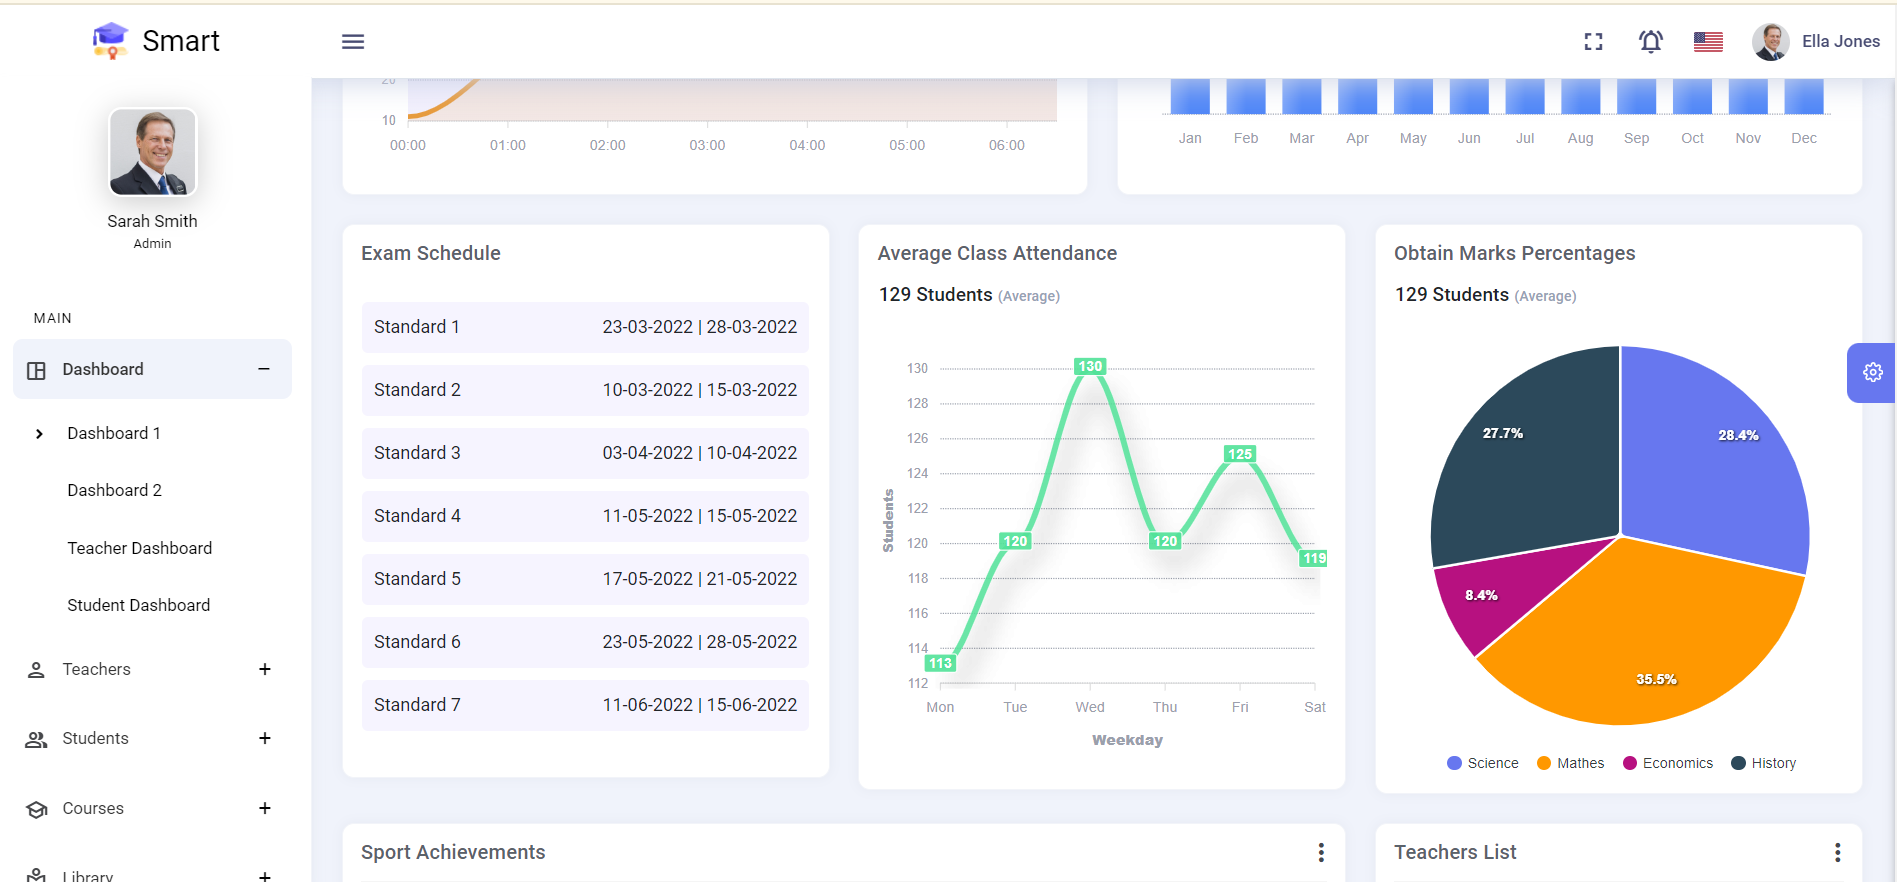 Smart
Ella Jones
Sarah Smith
Admin
MAIN
Dashboard
Dashboard 1
Dashboard 2
Teacher Dashboard
Student Dashboard
Teachers
Students
Courses
Library
20
10
00:00 01:00 02:00 03:00 04:00 05:00 06:00
Jan Feb Mar Apr May Jun Jul Aug Sep Oct Nov Dec
Exam Schedule
Standard 1 23-03-2022 | 28-03-2022
Standard 2 10-03-2022 | 15-03-2022
Standard 3 03-04-2022 | 10-04-2022
Standard 4 11-05-2022 | 15-05-2022
Standard 5 17-05-2022 | 21-05-2022
Standard 6 23-05-2022 | 28-05-2022
Standard 7 11-06-2022 | 15-06-2022
Average Class Attendance
129 Students (Average)
130
128
126
124
122
120
118
116
114
112
Students
113
120
130
120
125
119
Mon Tue Wed Thu Fri Sat
Weekday
Obtain Marks Percentages
129 Students (Average)
27.7%
28.4%
8.4%
35.5%
Science Mathes Economics History
Sport Achievements
Teachers List